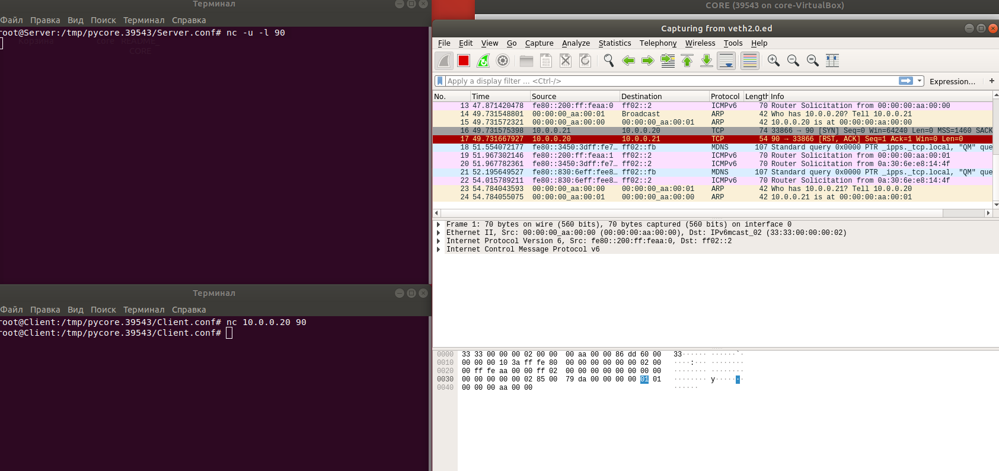 Терминал
Файл Правка Вид Поиск Терминал Справка
root@Server:/tmp/pycore.39543/Server.conf# nc -u -l 90
Корзина core README_
CORE
Терминал
Файл Правка Вид Поиск Терминал Справка
root@Client:/tmp/pycore.39543/Client.conf# nc 10.0.0.20 90
root@Client:/tmp/pycore.39543/Client.conf#
CORE (39543 on core-VirtualBox)
Capturing from veth2.0.ed
File Edit View Go Capture Analyze Statistics Telephony Wireless Tools Help
Apply a display filter ... <Ctrl-/> Expression... +
No. Time Source Destination Protocol Length Info
13 47.871420478 fe80::200:ff:feaa:0 ff02::2 ICMPv6 70 Router Solicitation from 00:00:00:aa:00:00
14 49.731548801 00:00:00_aa:00:01 Broadcast ARP 42 Who has 10.0.0.20? Tell 10.0.0.21
15 49.731572321 00:00:00_aa:00:00 00:00:00_aa:00:01 ARP 42 10.0.0.20 is at 00:00:00:aa:00:00
16 49.731575398 10.0.0.21 10.0.0.20 TCP 74 33866 → 90 [SYN] Seq=0 Win=64240 Len=0 MSS=1460 SACK
17 49.731667927 10.0.0.20 10.0.0.21 TCP 54 90 → 33866 [RST, ACK] Seq=1 Ack=1 Win=0 Len=0
18 51.554072177 fe80::3450:3dff:fe7… ff02::fb MDNS 107 Standard query 0x0000 PTR _ipps._tcp.local, "QM" que
19 51.967302146 fe80::200:ff:feaa:1 ff02::2 ICMPv6 70 Router Solicitation from 00:00:00:aa:00:01
20 51.967782361 fe80::3450:3dff:fe7… ff02::2 ICMPv6 70 Router Solicitation from 0a:30:6e:e8:14:4f
21 52.195649527 fe80::830:6eff:fee8… ff02::fb MDNS 107 Standard query 0x0000 PTR _ipps._tcp.local, "QM" que
22 54.015789211 fe80::830:6eff:fee8… ff02::2 ICMPv6 70 Router Solicitation from 0a:30:6e:e8:14:4f
23 54.784043593 00:00:00_aa:00:00 00:00:00_aa:00:01 ARP 42 Who has 10.0.0.21? Tell 10.0.0.20
24 54.784055075 00:00:00_aa:00:01 00:00:00_aa:00:00 ARP 42 10.0.0.21 is at 00:00:00:aa:00:01
Frame 1: 70 bytes on wire (560 bits), 70 bytes captured (560 bits) on interface 0
Ethernet II, Src: 00:00:00_aa:00:00 (00:00:00:aa:00:00), Dst: IPv6mcast_02 (33:33:00:00:00:02)
Internet Protocol Version 6, Src: fe80::200:ff:feaa:0, Dst: ff02::2
Internet Control Message Protocol v6
0000 33 33 00 00 00 02 00 00 00 aa 00 00 86 dd 60 00 33······ ······`·
0010 00 00 00 10 3a ff fe 80 00 00 00 00 00 00 02 00 ····:··· ········
0020 00 ff fe aa 00 00 ff 02 00 00 00 00 00 00 00 00 ········ ········
0030 00 00 00 00 00 02 85 00 79 da 00 00 00 00 01 01 ········ y·······
0040 00 00 00 aa 00 00 ······